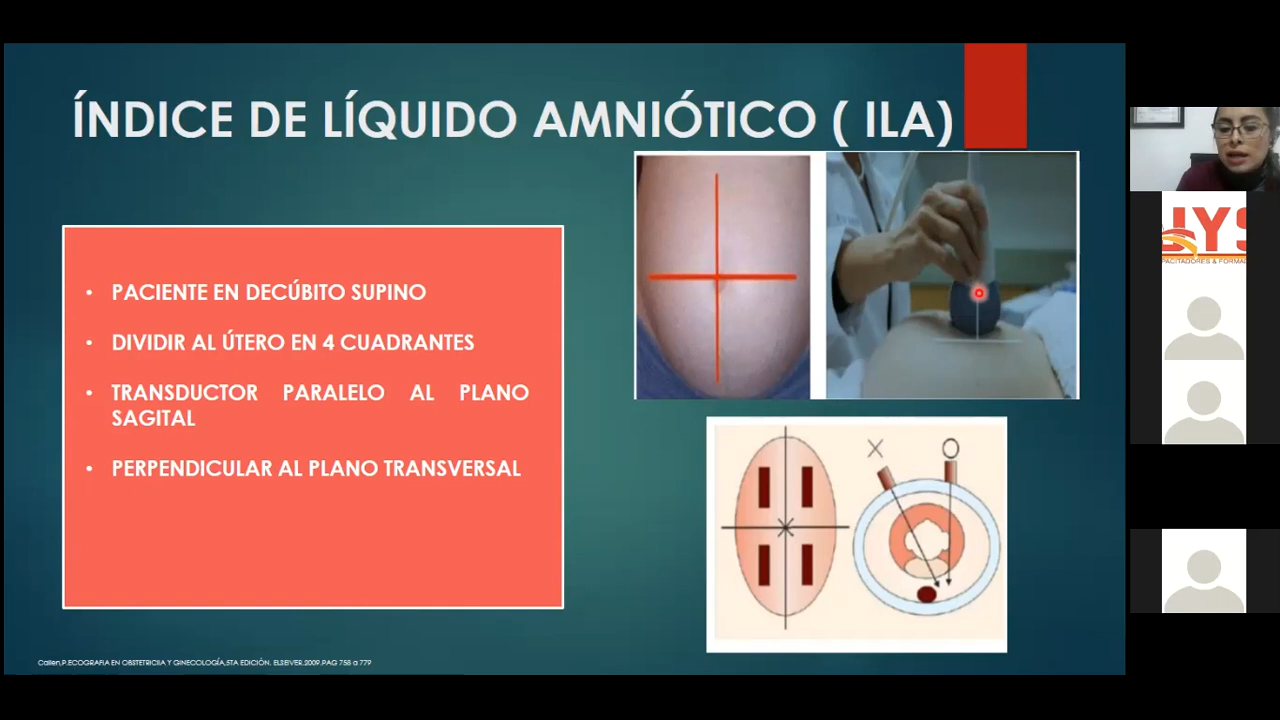 ÍNDICE DE LÍQUIDO AMNIÓTICO ( ILA)
• PACIENTE EN DECÚBITO SUPINO
• DIVIDIR AL ÚTERO EN 4 CUADRANTES
• TRANSDUCTOR PARALELO AL PLANO
SAGITAL
• PERPENDICULAR AL PLANO TRANSVERSAL
X O
Callen,P.ECOGRAFIA EN OBSTETRICIA Y GINECOLOGÍA,5TA EDICIÓN. ELSEIVER.2009.PAG 758 a 779